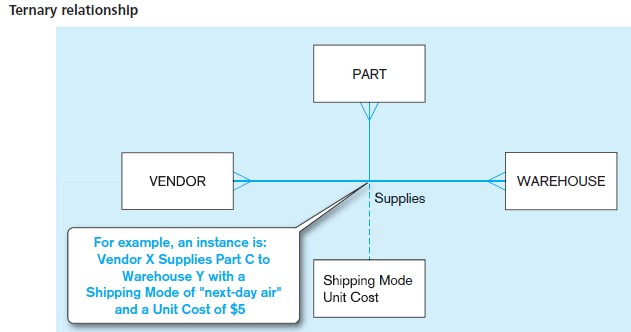 Ternary relationship
PART
VENDOR
WAREHOUSE
Supplies
For example, an instance is:
Vendor X Supplies Part C to
Warehouse Y with a
Shipping Mode of "next-day air"
and a Unit Cost of $5
Shipping Mode
Unit Cost